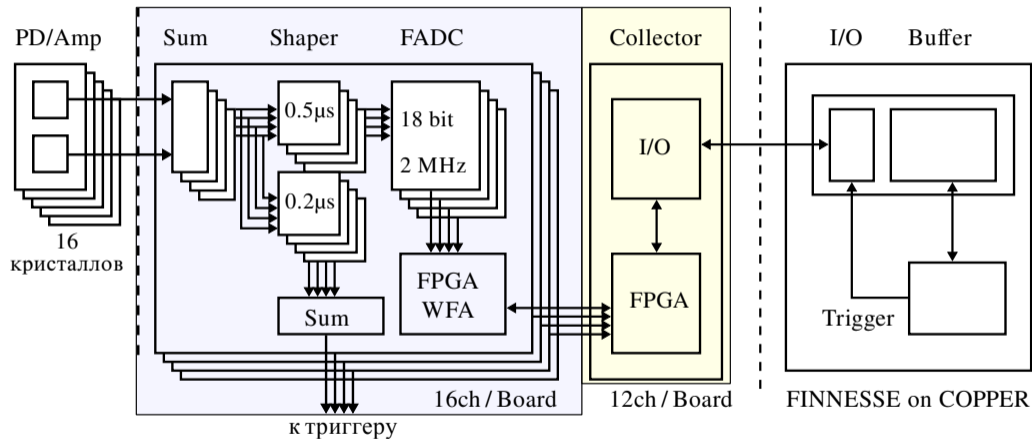 PD/Amp Sum Shaper FADC Collector I/O Buffer
0.5µs 18 bit
2 MHz
I/O
0.2µs
16
кристаллов
FPGA
WFA
FPGA
Sum
Trigger
16ch / Board 12ch / Board FINNESSE on COPPER
к триггеру